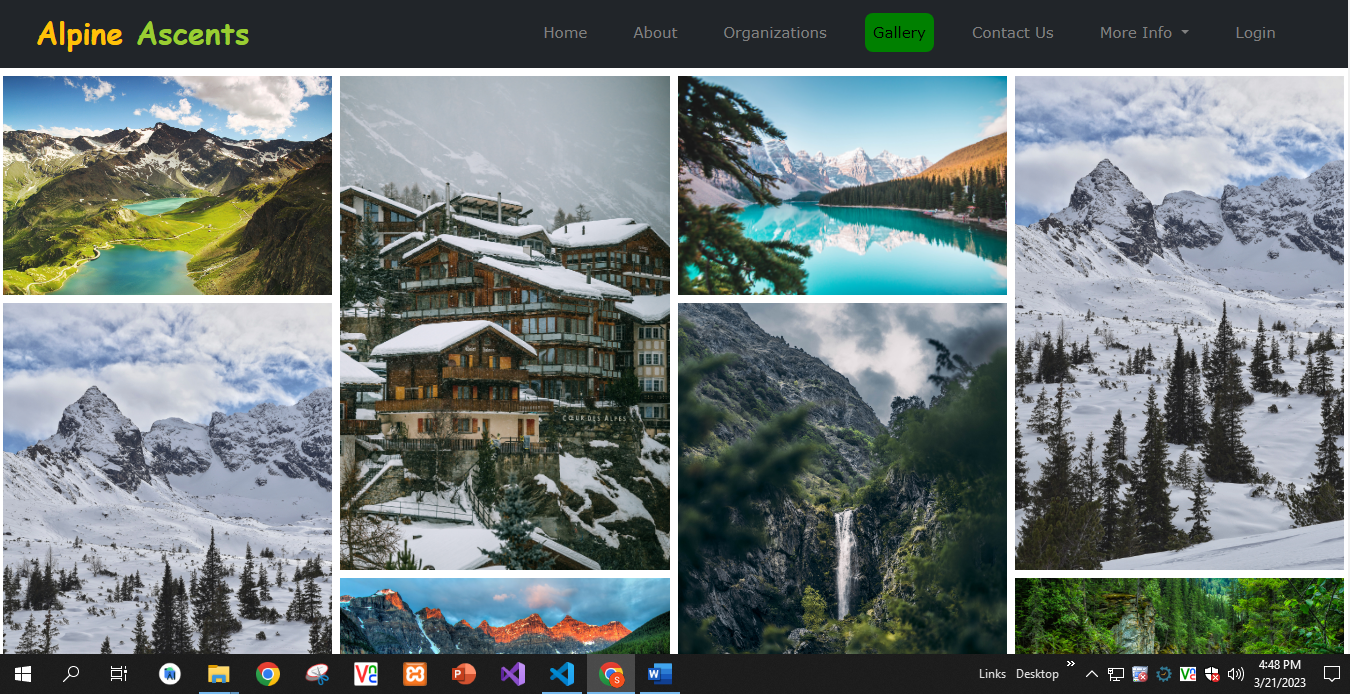 Alpine Ascents
Home About Organizations Gallery Contact Us More Info Login
CŒUR DES ALPES
Links Desktop »
4:48 PM
3/21/2023